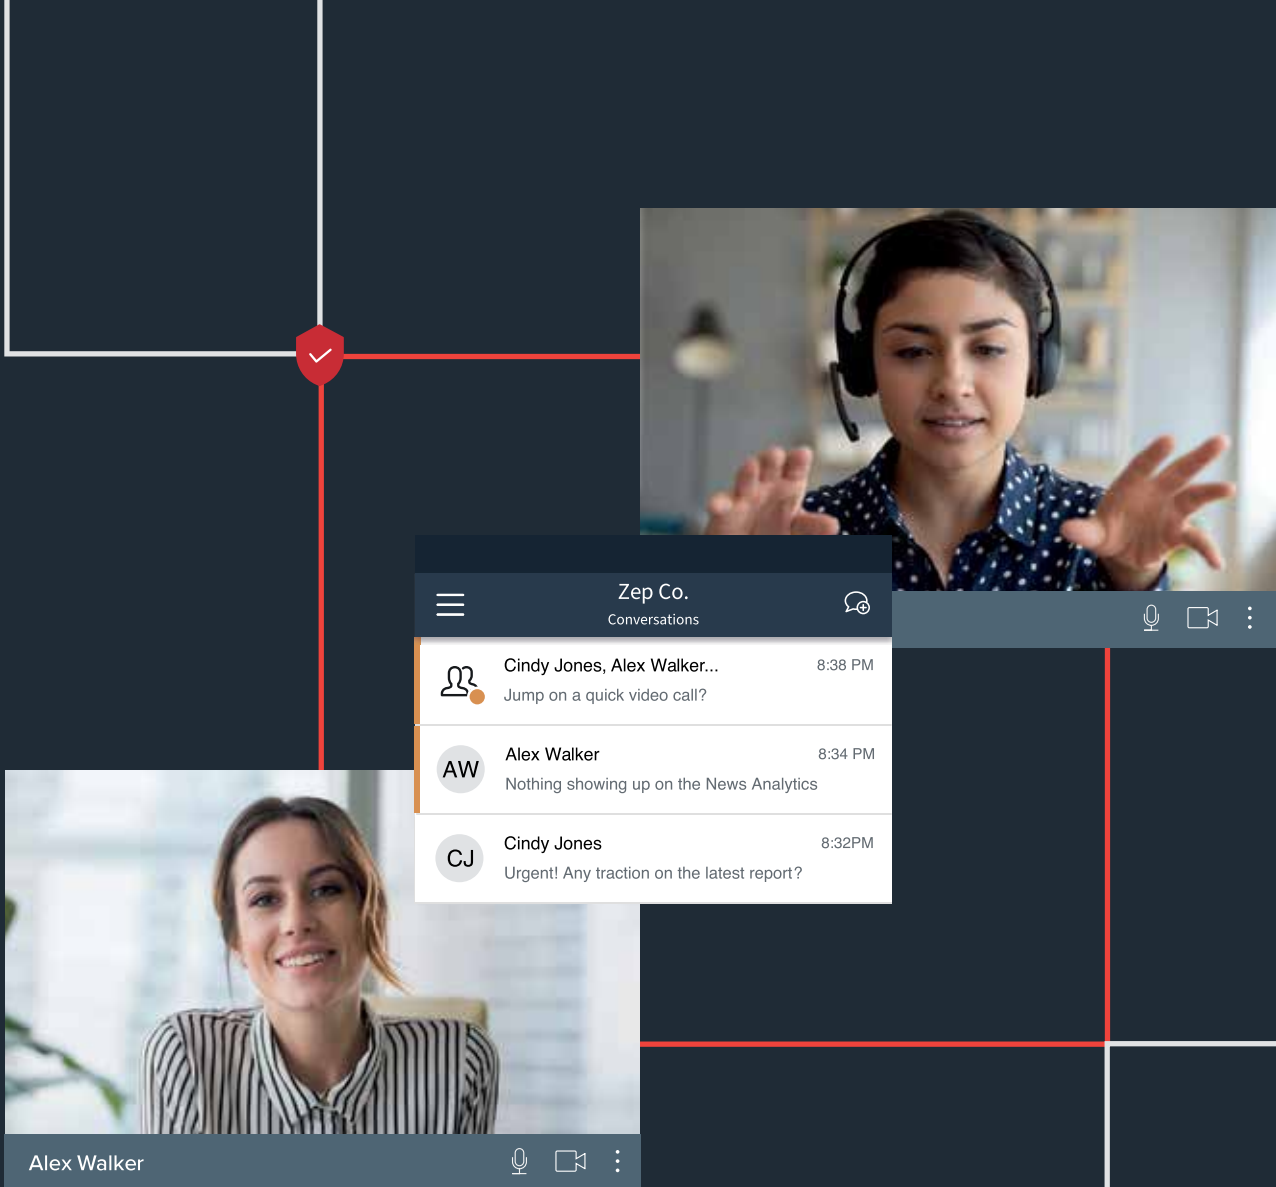 Zep Co.
Conversations
Cindy Jones, Alex Walker...
8:38 PM
Jump on a quick video call?
AW
Alex Walker
8:34 PM
Nothing showing up on the News Analytics
CJ
Cindy Jones
8:32PM
Urgent! Any traction on the latest report?
Alex Walker